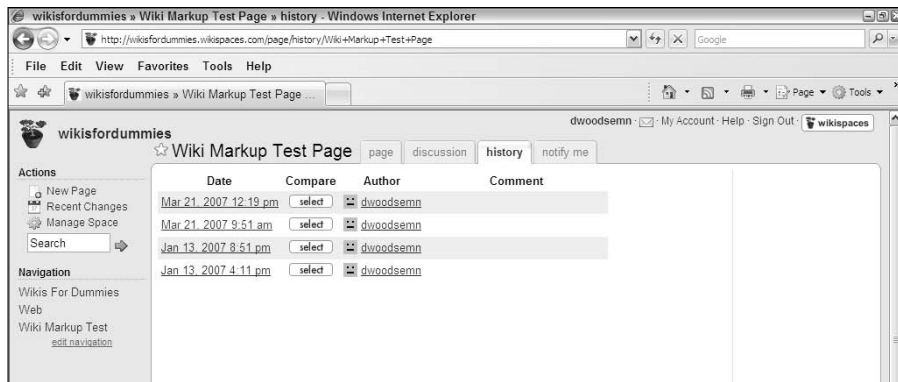 wikisfordummies » Wiki Markup Test Page » history - Windows Internet Explorer
http://wikisfordummies.wikispaces.com/page/history/Wiki+Markup+Test+Page
Google
File Edit View Favorites Tools Help
wikisfordummies » Wiki Markup Test Page ...
Page Tools
dwoodsemn · My Account · Help · Sign Out · wikispaces
wikisfordummies
Wiki Markup Test Page page discussion history notify me
Actions
New Page
Recent Changes
Manage Space
Search
Navigation
Wikis For Dummies
Web
Wiki Markup Test
edit navigation
Date Compare Author Comment
Mar 21, 2007 12:19 pm select dwoodsemn
Mar 21, 2007 9:51 am select dwoodsemn
Jan 13, 2007 8:51 pm select dwoodsemn
Jan 13, 2007 4:11 pm select dwoodsemn